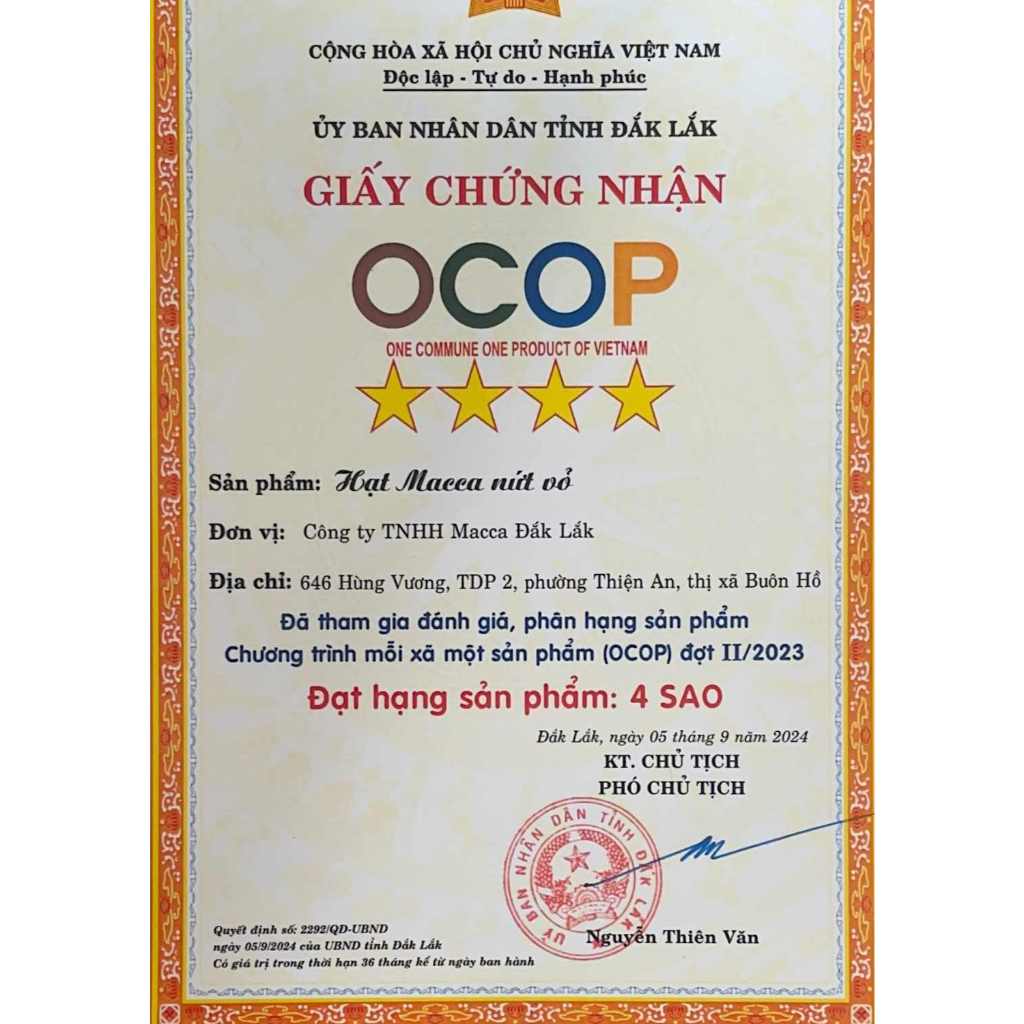 CỘNG HÒA XÃ HỘI CHỦ NGHĨA VIỆT NAM
Độc lập - Tự do - Hạnh phúc
ỦY BAN NHÂN DÂN TỈNH ĐẮK LẮK
GIẤY CHỨNG NHẬN
OCOP
ONE COMMUNE ONE PRODUCT OF VIETNAM
Sản phẩm: Hạt Macca nứt vỏ
Đơn vị: Công ty TNHH Macca Đắk Lắk
Địa chỉ: 646 Hùng Vương, TDP 2, phường Thiện An, thị xã Buôn Hồ
Đã tham gia đánh giá, phân hạng sản phẩm
Chương trình mỗi xã một sản phẩm (OCOP) đợt II/2023
Đạt hạng sản phẩm: 4 SAO
Đắk Lắk, ngày 05 tháng 9 năm 2024
KT. CHỦ TỊCH
PHÓ CHỦ TỊCH
ỦY BAN NHÂN DÂN TỈNH ĐẮK LẮK
Nguyễn Thiên Văn
Quyết định số: 2292/QĐ-UBND
ngày 05/9/2024 của UBND tỉnh Đắk Lắk
Có giá trị trong thời hạn 36 tháng kể từ ngày ban hành